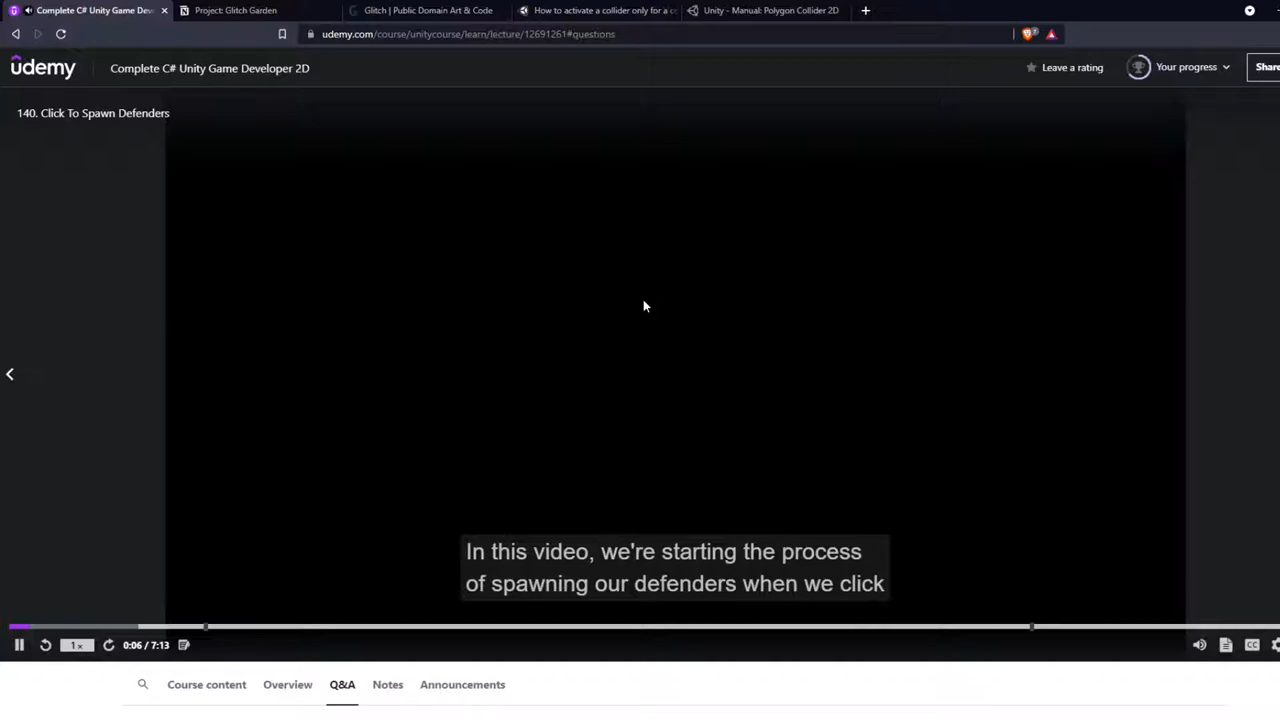 Complete C# Unity Game Dev
Project: Glitch Garden
Glitch | Public Domain Art & Code
How to activate a collider only for a c
Unity - Manual: Polygon Collider 2D
udemy.com/course/unitycourse/learn/lecture/12691261#questions
udemy
Complete C# Unity Game Developer 2D
Leave a rating
Your progress
Share
140. Click To Spawn Defenders
In this video, we're starting the process
of spawning our defenders when we click
1x
0:06 / 7:13
CC
Course content
Overview
Q&A
Notes
Announcements